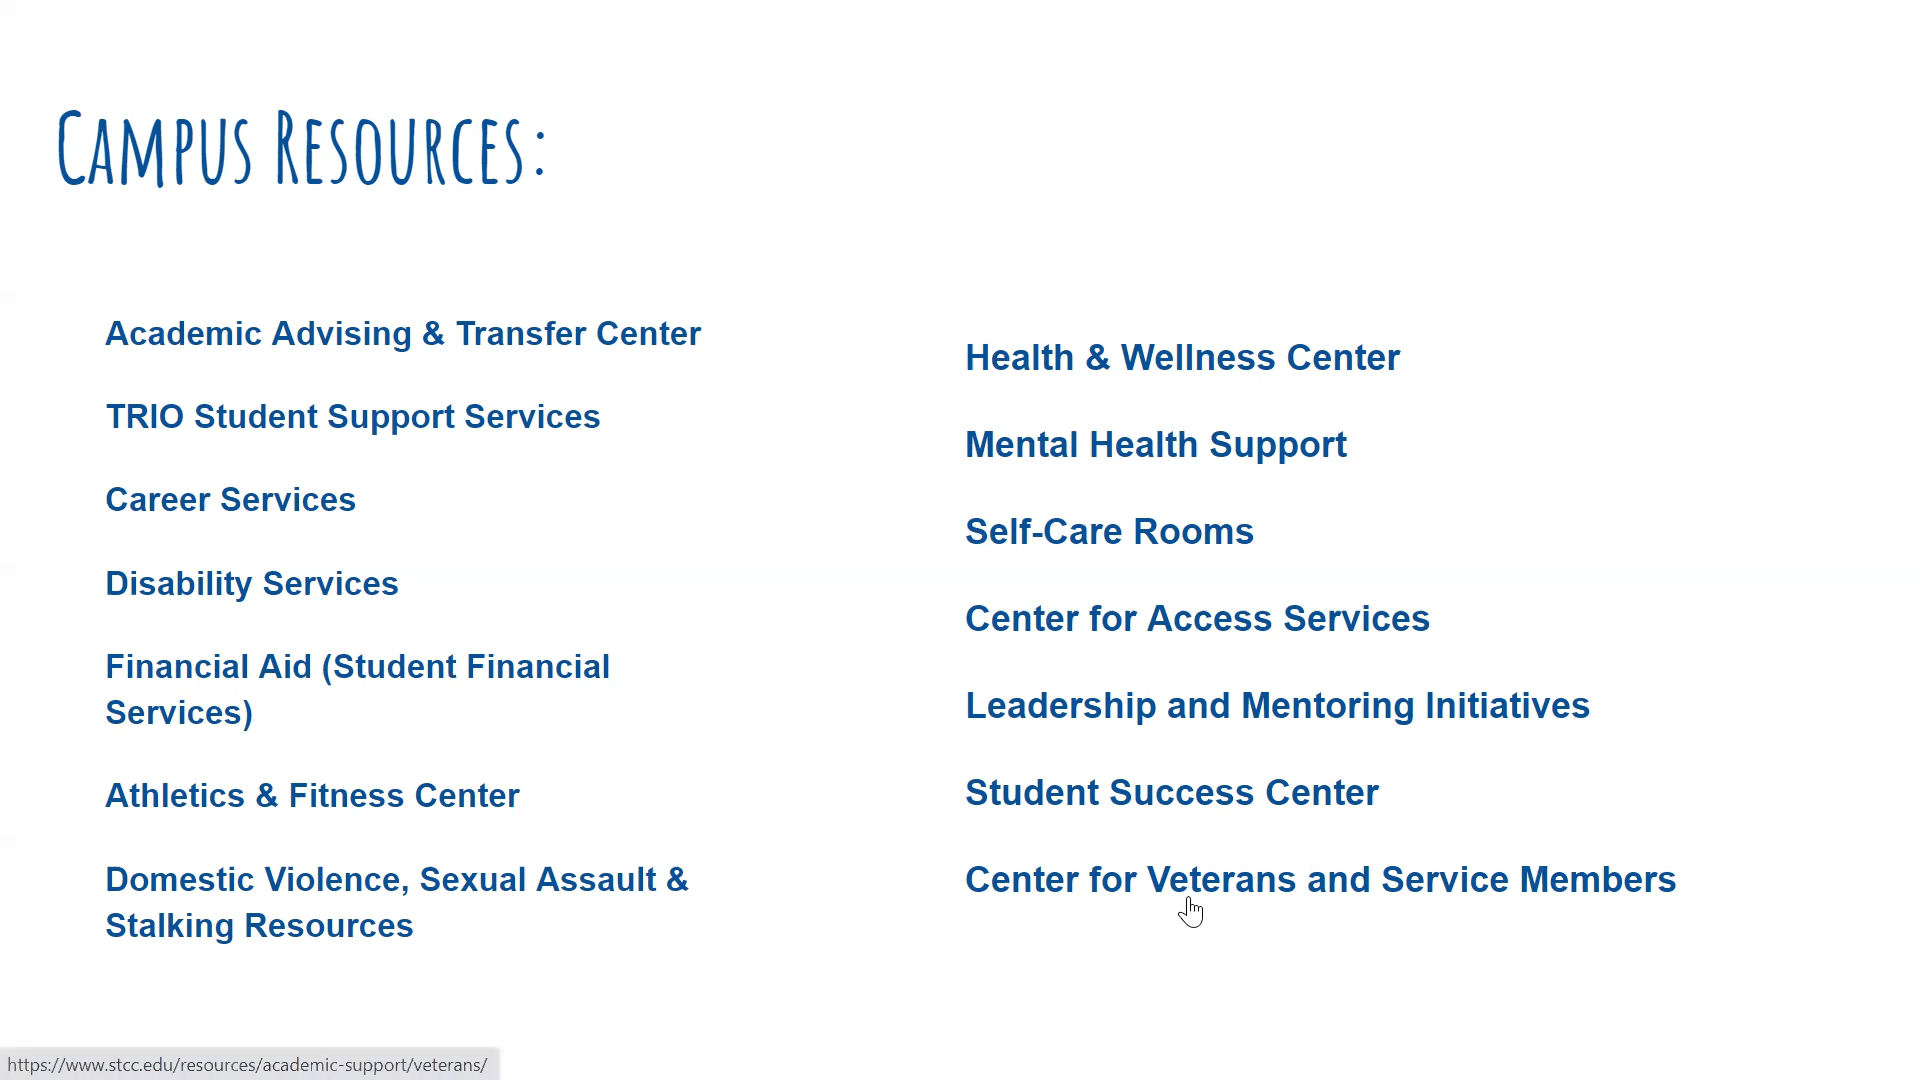 Campus Resources:
Academic Advising & Transfer Center
TRIO Student Support Services
Career Services
Disability Services
Financial Aid (Student Financial
Services)
Athletics & Fitness Center
Domestic Violence, Sexual Assault &
Stalking Resources
Health & Wellness Center
Mental Health Support
Self-Care Rooms
Center for Access Services
Leadership and Mentoring Initiatives
Student Success Center
Center for Veterans and Service Members
https://www.stcc.edu/resources/academic-support/veterans/